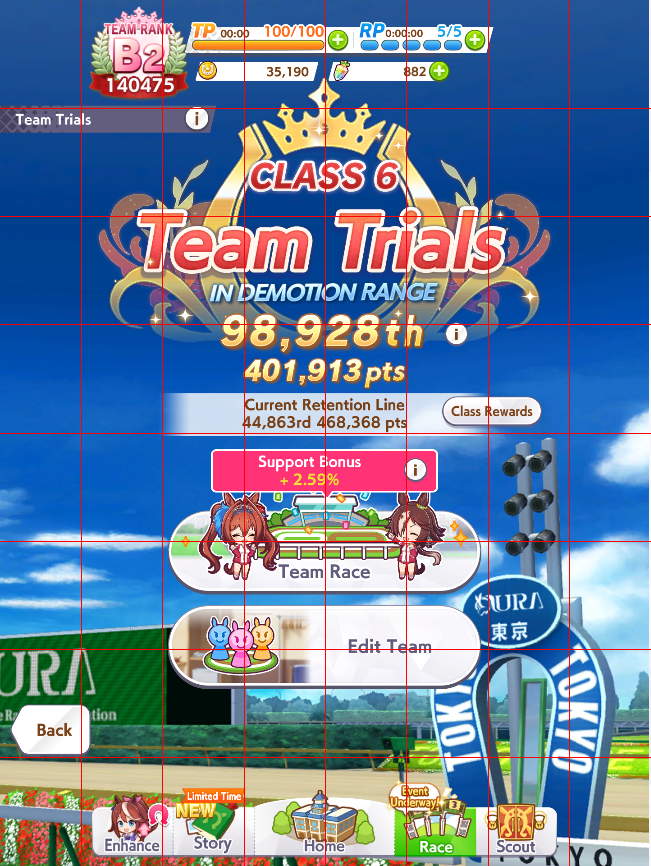 TEAM RANK
B2
140475
TP 00:00 100/100
RP 0:00:00 5/5
35,190
882
Team Trials
CLASS 6
Team Trials
IN DEMOTION RANGE
98,928th
401,913 pts
Current Retention Line
44,863rd 468,368 pts
Class Rewards
Support Bonus
+ 2.59%
Team Race
Edit Team
URA
東京
URA
TOKYO
TOKYO
Back
Limited Time
NEW
Event
Underway!
Enhance
Story
Home
Race
Scout
TOKYO